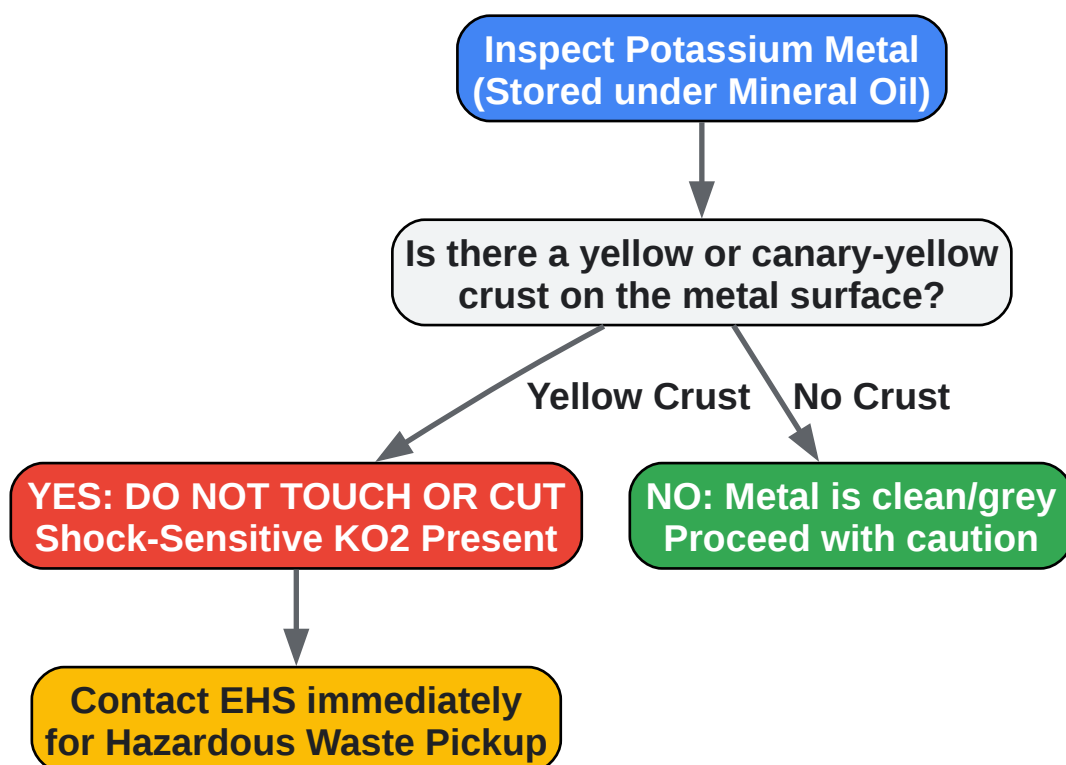 Inspect Potassium Metal
(Stored under Mineral Oil)
Is there a yellow or canary-yellow
crust on the metal surface?
Yellow Crust
No Crust
YES: DO NOT TOUCH OR CUT
Shock-Sensitive KO2 Present
NO: Metal is clean/grey
Proceed with caution
Contact EHS immediately
for Hazardous Waste Pickup